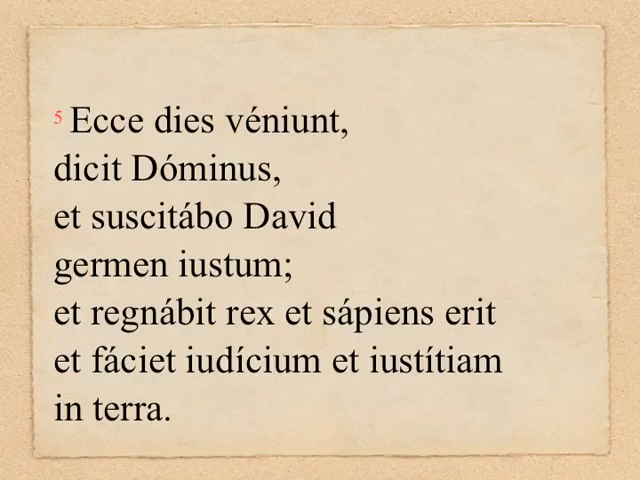 5 Ecce dies véniunt,
dicit Dóminus,
et suscitábo David
germen iustum;
et regnábit rex et sápiens erit
et fáciet iudícium et iustítiam
in terra.